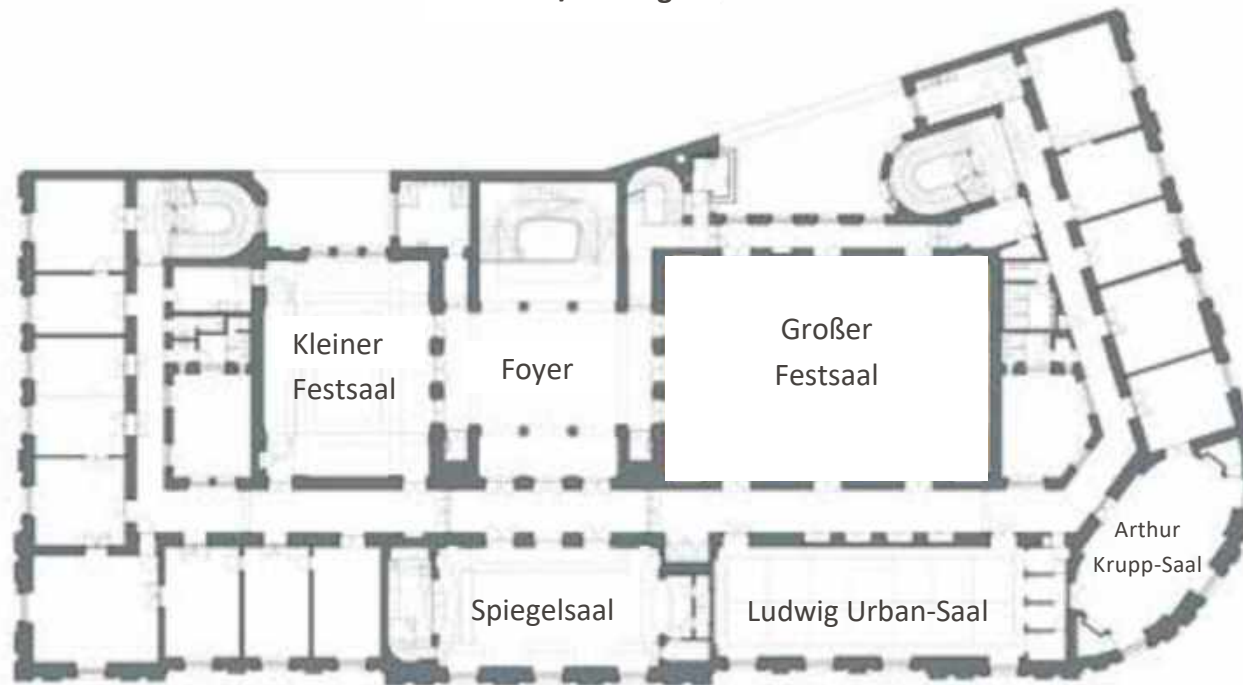 Kleiner
Festsaal
Foyer
Großer
Festsaal
Arthur
Krupp-Saal
Spiegelsaal
Ludwig Urban-Saal